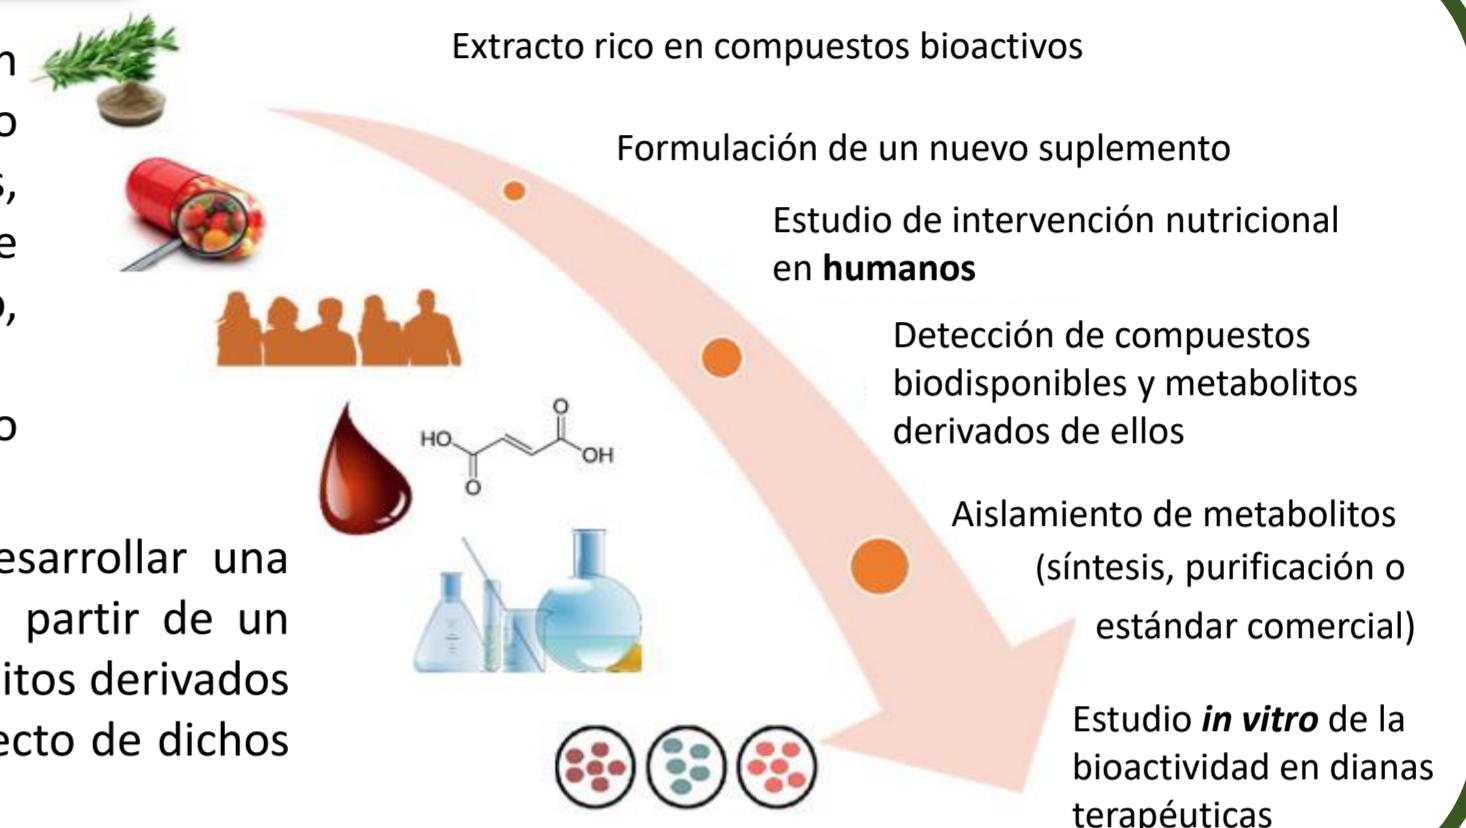 Extracto rico en compuestos bioactivos
Formulación de un nuevo suplemento
Estudio de intervención nutricional
en humanos
Detección de compuestos
biodisponibles y metabolitos
derivados de ellos
HO
O
O
OH
Aislamiento de metabolitos
(síntesis, purificación o
estándar comercial)
Estudio in vitro de la
bioactividad en dianas
terapéuticas
n
o
s,
e
o,
o
esarrollar una
partir de un
itos derivados
ecto de dichos